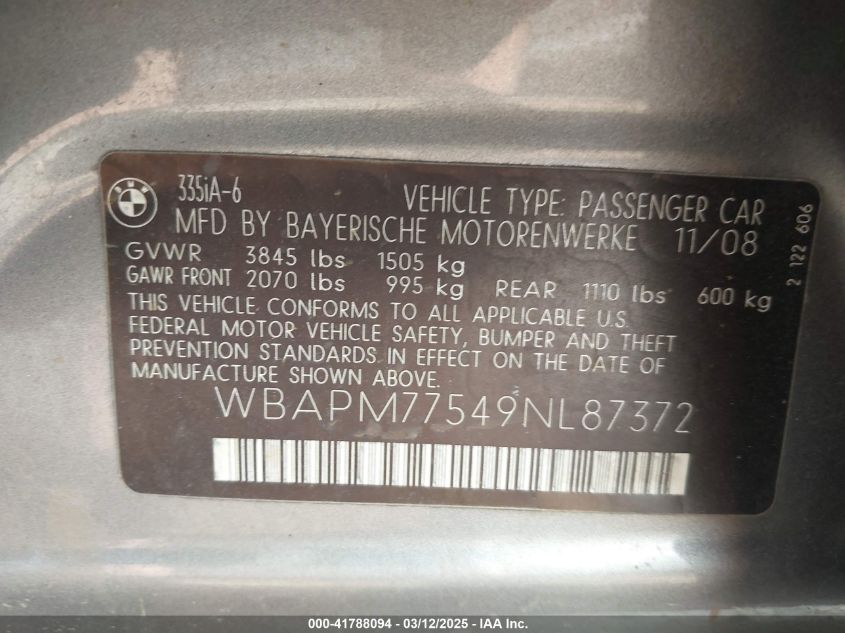 BMW
335iA-6 VEHICLE TYPE: PASSENGER CAR
MFD BY BAYERISCHE MOTORENWERKE 11/08
GVWR 3845 lbs 1505 kg
GAWR FRONT 2070 lbs 995 kg REAR 1110 lbs 600 kg
THIS VEHICLE CONFORMS TO ALL APPLICABLE U.S.
FEDERAL MOTOR VEHICLE SAFETY, BUMPER AND THEFT
PREVENTION STANDARDS IN EFFECT ON THE DATE OF
MANUFACTURE SHOWN ABOVE.
WBAPM77549NL87372
2 122 606
000-41788094 - 03/12/2025 - IAA Inc.